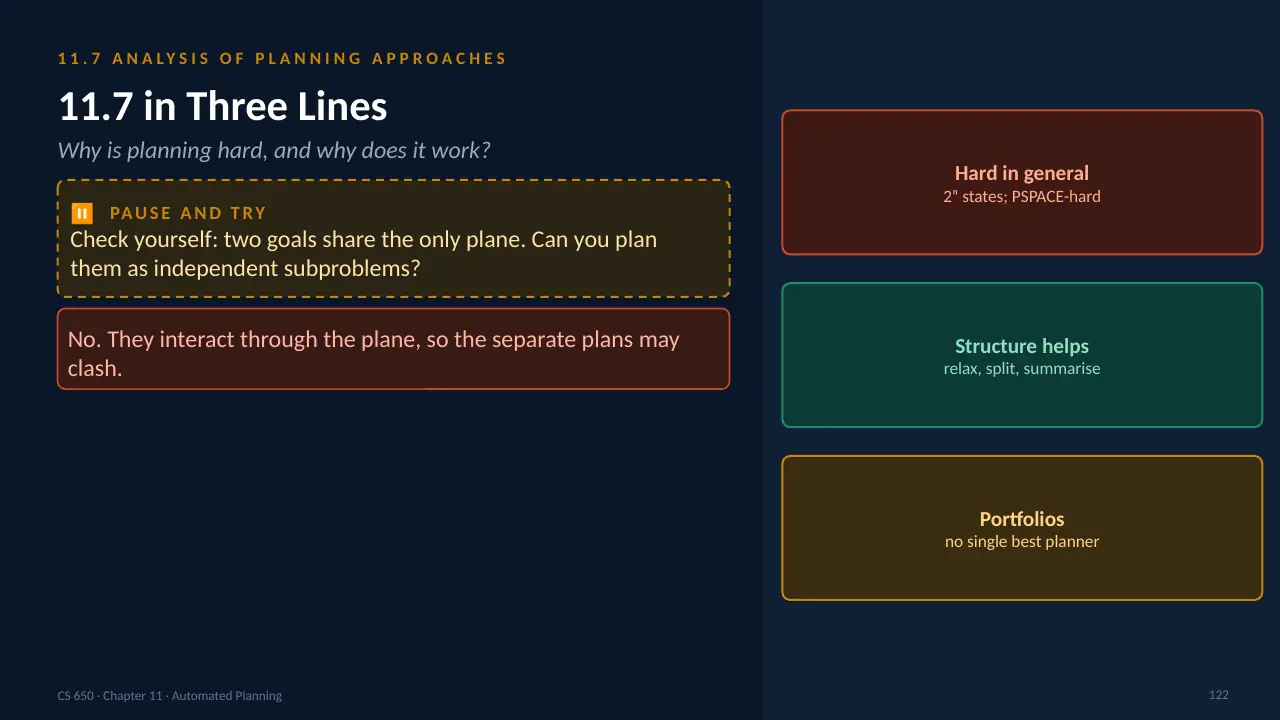 11.7 ANALYSIS OF PLANNING APPROACHES
11.7 in Three Lines
Why is planning hard, and why does it work?
⏸ PAUSE AND TRY
Check yourself: two goals share the only plane. Can you plan
them as independent subproblems?
No. They interact through the plane, so the separate plans may
clash.
Hard in general
2ⁿ states; PSPACE-hard
Structure helps
relax, split, summarise
Portfolios
no single best planner
CS 650 · Chapter 11 · Automated Planning
122